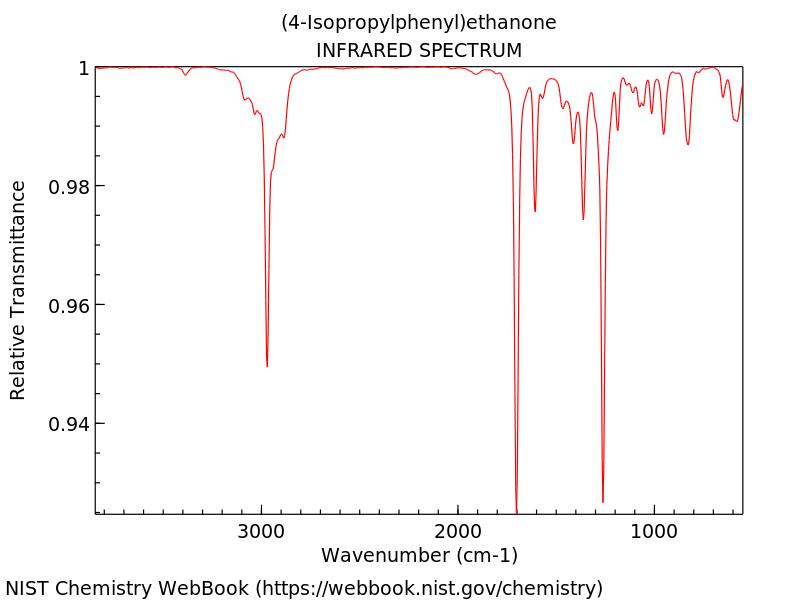 (4-Isopropylphenyl)ethanone
INFRARED SPECTRUM
1
0.98
0.96
0.94
Relative Transmittance
3000 2000 1000
Wavenumber (cm-1)
NIST Chemistry WebBook (https://webbook.nist.gov/chemistry)